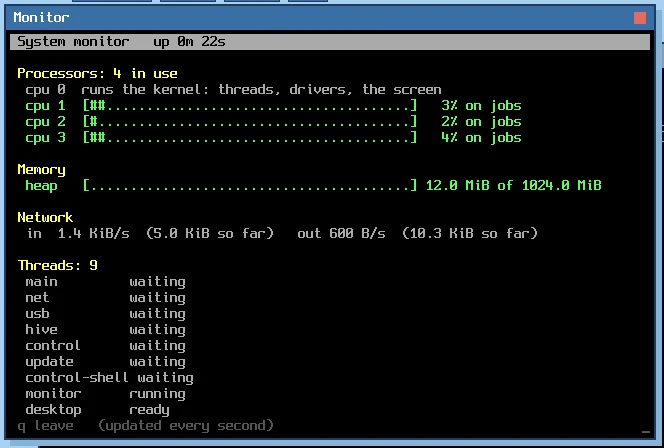 Monitor
System monitor   up 0m 22s
Processors: 4 in use
cpu 0  runs the kernel: threads, drivers, the screen
cpu 1  [##......................................]   3% on jobs
cpu 2  [#.......................................]   2% on jobs
cpu 3  [##......................................]   4% on jobs
Memory
heap   [........................................] 12.0 MiB of 1024.0 MiB
Network
in  1.4 KiB/s  (5.0 KiB so far)   out 600 B/s  (10.3 KiB so far)
Threads: 9
main         waiting
net          waiting
usb          waiting
hive         waiting
control      waiting
update       waiting
control-shell waiting
monitor      running
desktop      ready
q leave   (updated every second)